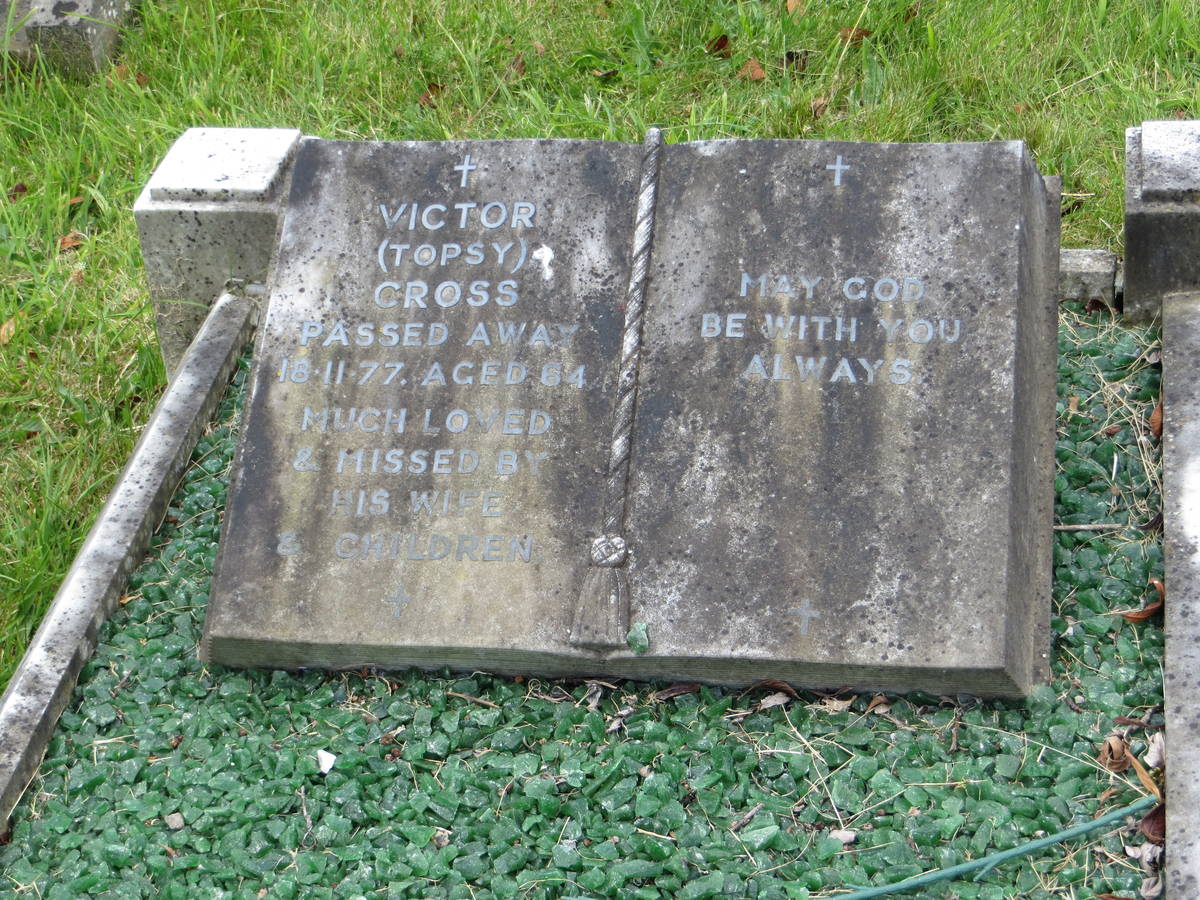 VICTOR
(TOPSY)
CROSS
PASSED AWAY
18·11·77. AGED 64
MUCH LOVED
& MISSED BY
HIS WIFE
& CHILDREN.
MAY GOD
BE WITH YOU
ALWAYS.